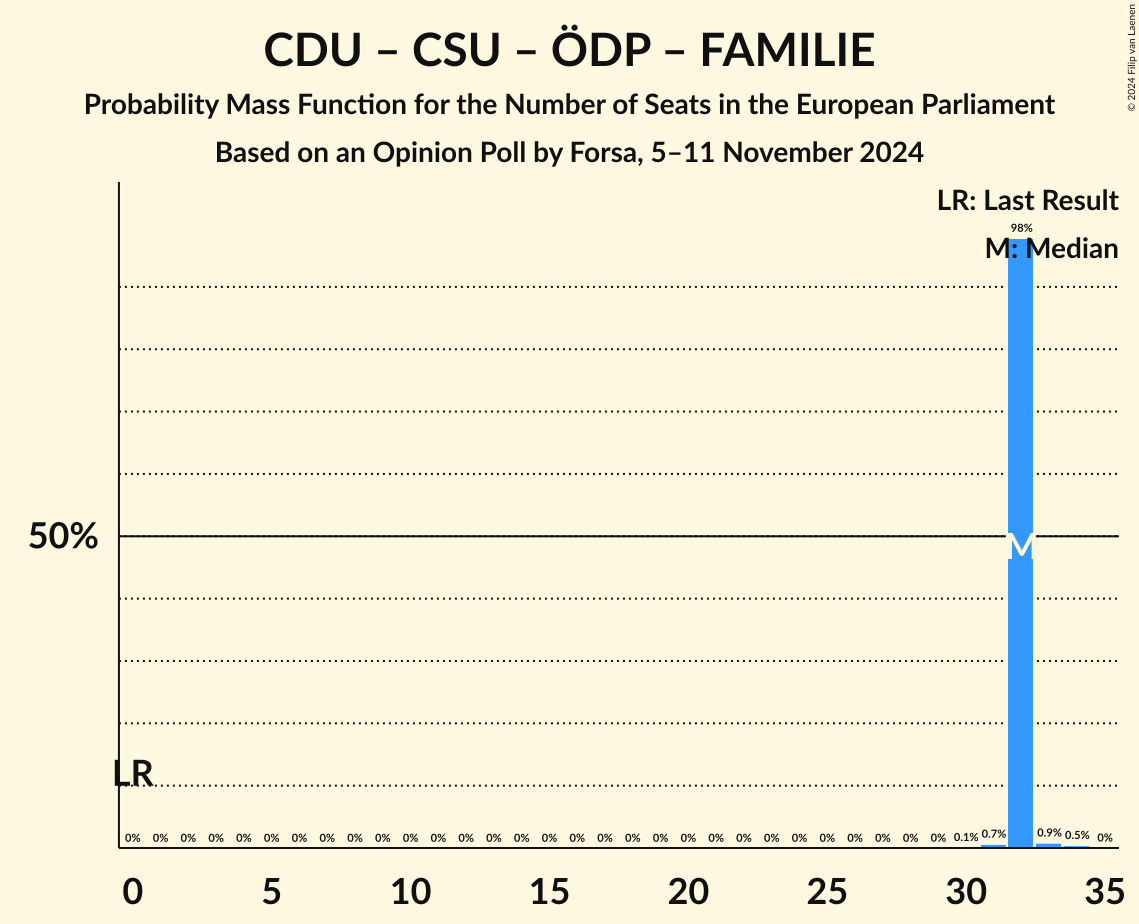 CDU – CSU – ÖDP – FAMILIE
Probability Mass Function for the Number of Seats in the European Parliament
Based on an Opinion Poll by Forsa, 5–11 November 2024
© 2024 Filip van Laenen
LR: Last Result
98%
M: Median
50%
M
LR
0% 0% 0% 0% 0% 0% 0% 0% 0% 0% 0% 0% 0% 0% 0% 0% 0% 0% 0% 0% 0% 0% 0% 0% 0% 0% 0% 0% 0% 0% 0.1% 0.7% 0.9% 0.5% 0%
0 5 10 15 20 25 30 35